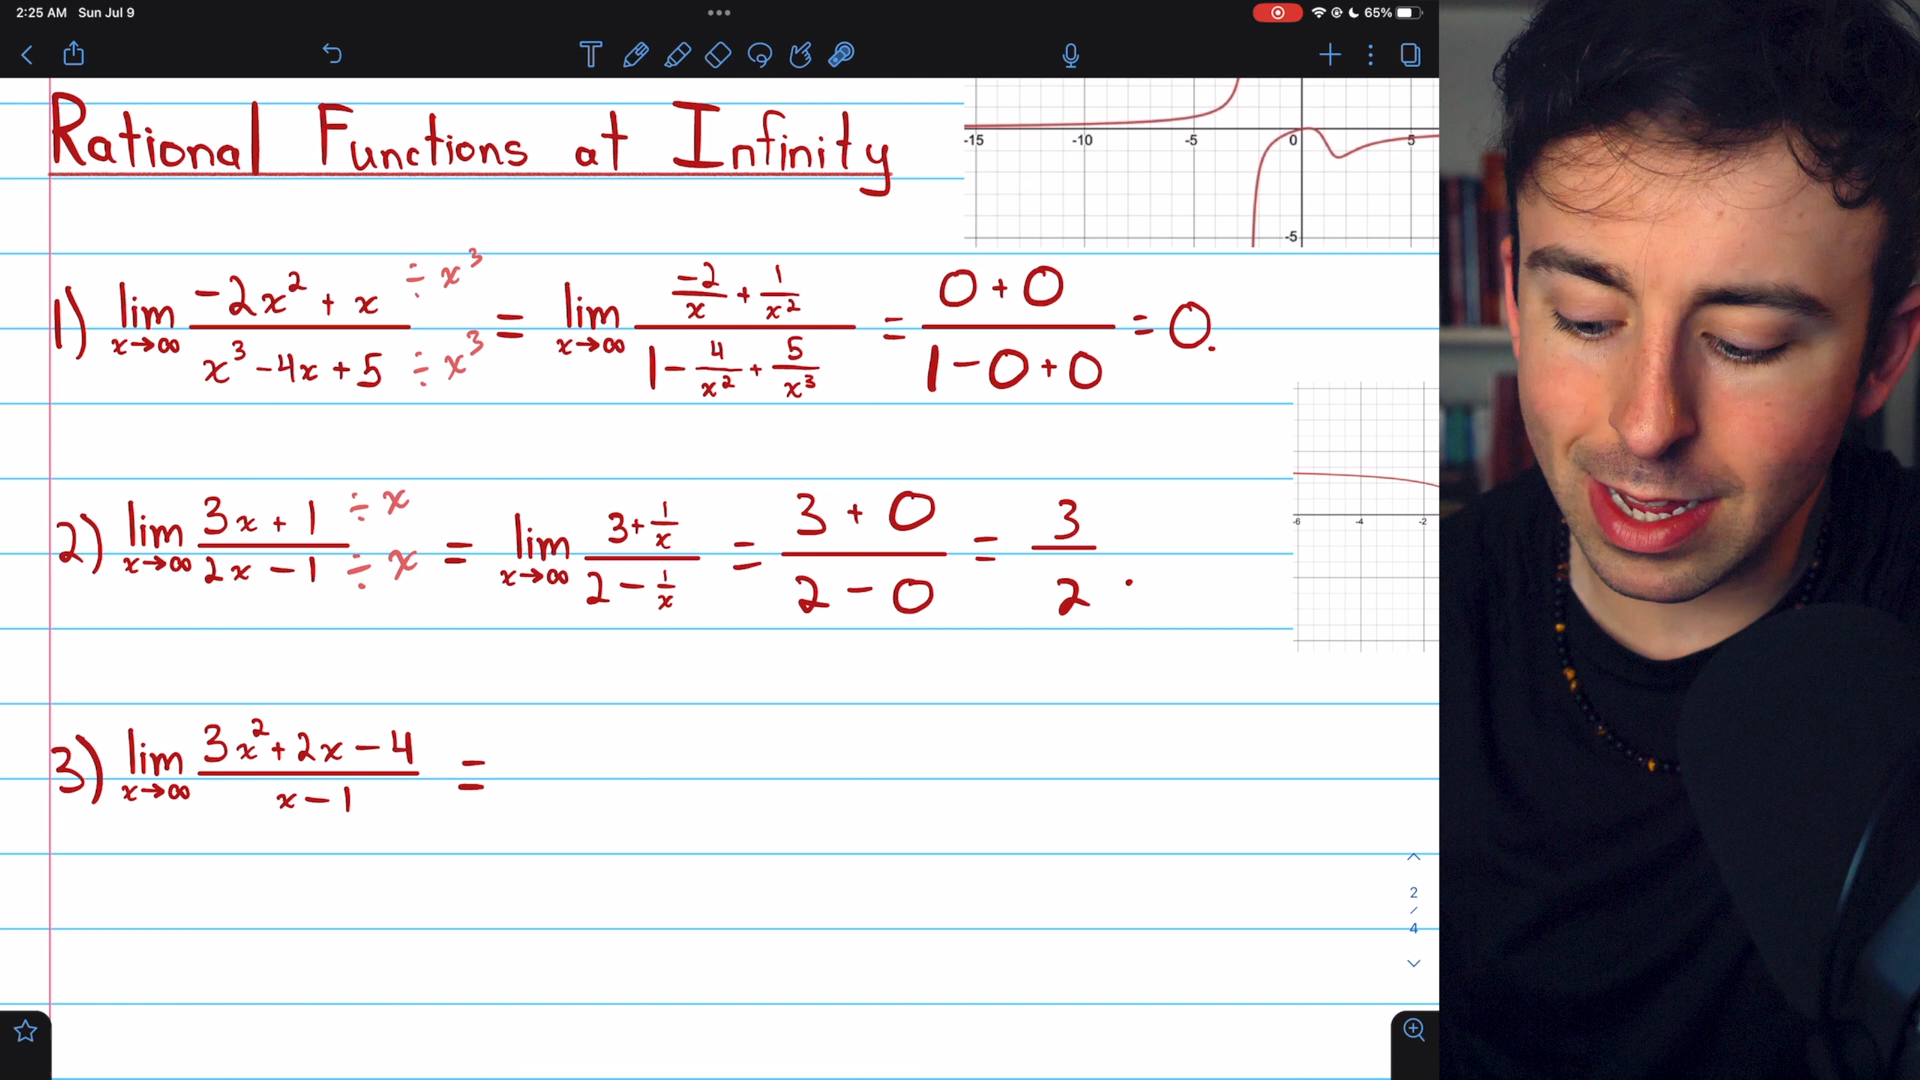 2:25 AM Sun Jul 9
65%
Rational Functions at Infinity
-15 -10 -5 0 5
-5
1) lim x→∞ (-2x² + x)/(x³ - 4x + 5) ÷ x³ ÷ x³ = lim x→∞ (-2/x + 1/x²)/(1 - 4/x² + 5/x³) = (0 + 0)/(1 - 0 + 0) = 0.
-6 -4 -2
2) lim x→∞ (3x + 1)/(2x - 1) ÷ x ÷ x = lim x→∞ (3 + 1/x)/(2 - 1/x) = (3 + 0)/(2 - 0) = 3/2.
3) lim x→∞ (3x² + 2x - 4)/(x - 1) =
2
/
4